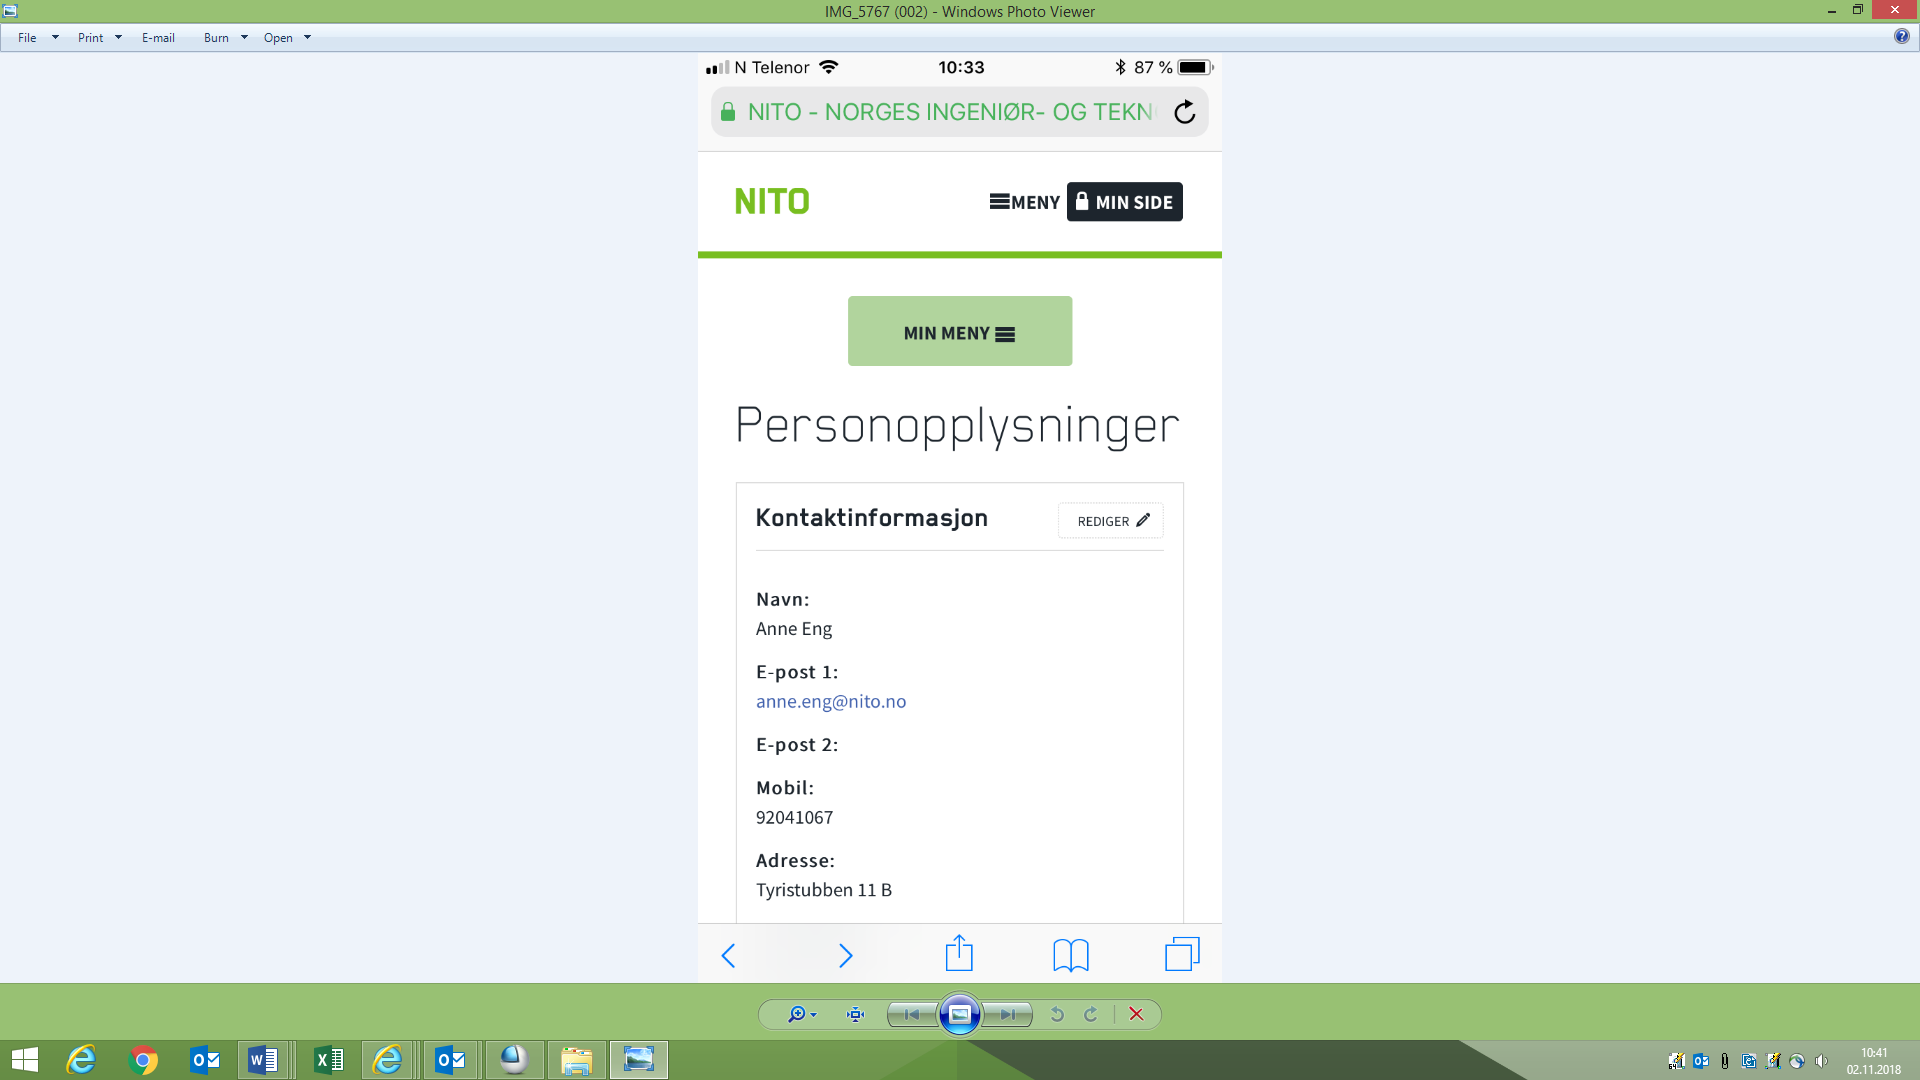 IMG_5767 (002) - Windows Photo Viewer
File Print E-mail Burn Open
N Telenor 10:33 87 %
NITO - NORGES INGENIØR- OG TEKN
NITO MENY MIN SIDE
MIN MENY
Personopplysninger
Kontaktinformasjon REDIGER
Navn:
Anne Eng
E-post 1:
anne.eng@nito.no
E-post 2:
Mobil:
92041067
Adresse:
Tyristubben 11 B
10:41
02.11.2018